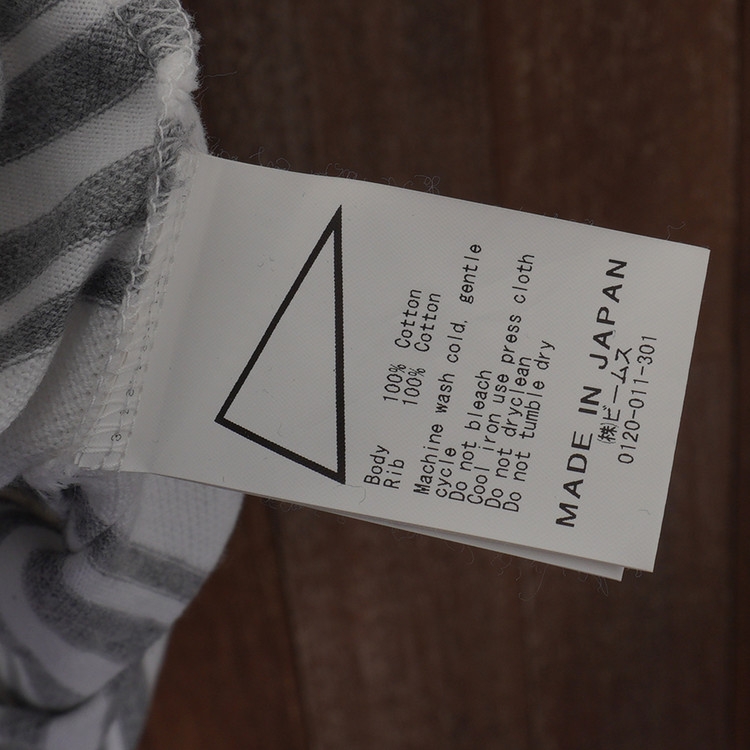 Body 100% Cotton
Rib 100% Cotton
Machine wash cold, gentle
cycle
Do not bleach
Cool iron use press cloth
Do not dryclean
Do not tumble dry
MADE IN JAPAN
㈱ビームス
0120-011-301